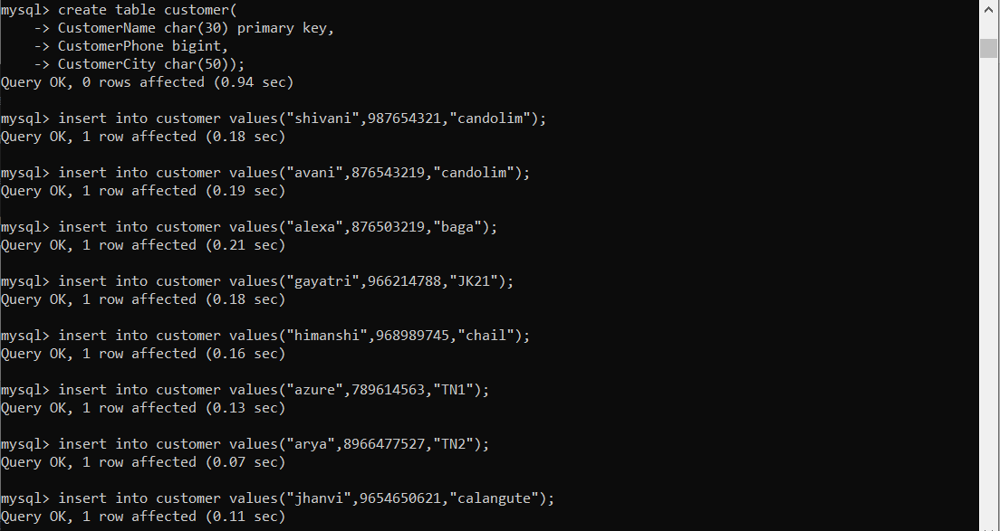 mysql> create table customer(
    -> CustomerName char(30) primary key,
    -> CustomerPhone bigint,
    -> CustomerCity char(50));
Query OK, 0 rows affected (0.94 sec)

mysql> insert into customer values("shivani",987654321,"candolim");
Query OK, 1 row affected (0.18 sec)

mysql> insert into customer values("avani",876543219,"candolim");
Query OK, 1 row affected (0.19 sec)

mysql> insert into customer values("alexa",876503219,"baga");
Query OK, 1 row affected (0.21 sec)

mysql> insert into customer values("gayatri",966214788,"JK21");
Query OK, 1 row affected (0.18 sec)

mysql> insert into customer values("himanshi",968989745,"chail");
Query OK, 1 row affected (0.16 sec)

mysql> insert into customer values("azure",789614563,"TN1");
Query OK, 1 row affected (0.13 sec)

mysql> insert into customer values("arya",8966477527,"TN2");
Query OK, 1 row affected (0.07 sec)

mysql> insert into customer values("jhanvi",9654650621,"calangute");
Query OK, 1 row affected (0.11 sec)